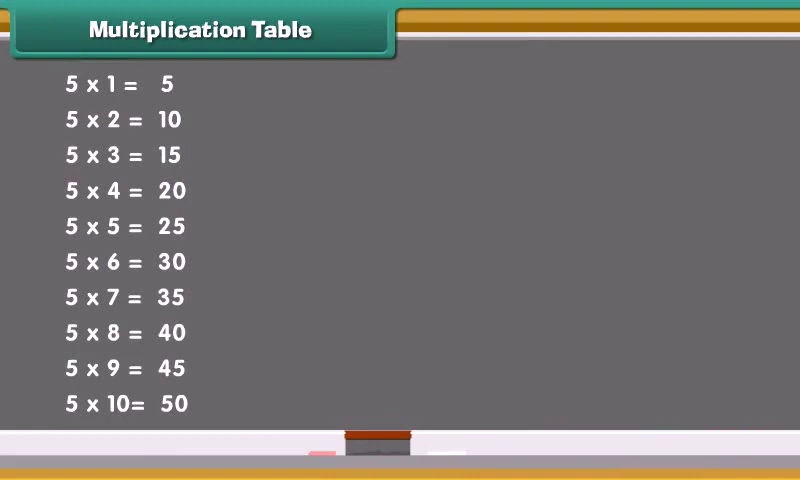 Multiplication Table
5 x 1 = 5
5 x 2 = 10
5 x 3 = 15
5 x 4 = 20
5 x 5 = 25
5 x 6 = 30
5 x 7 = 35
5 x 8 = 40
5 x 9 = 45
5 x 10= 50